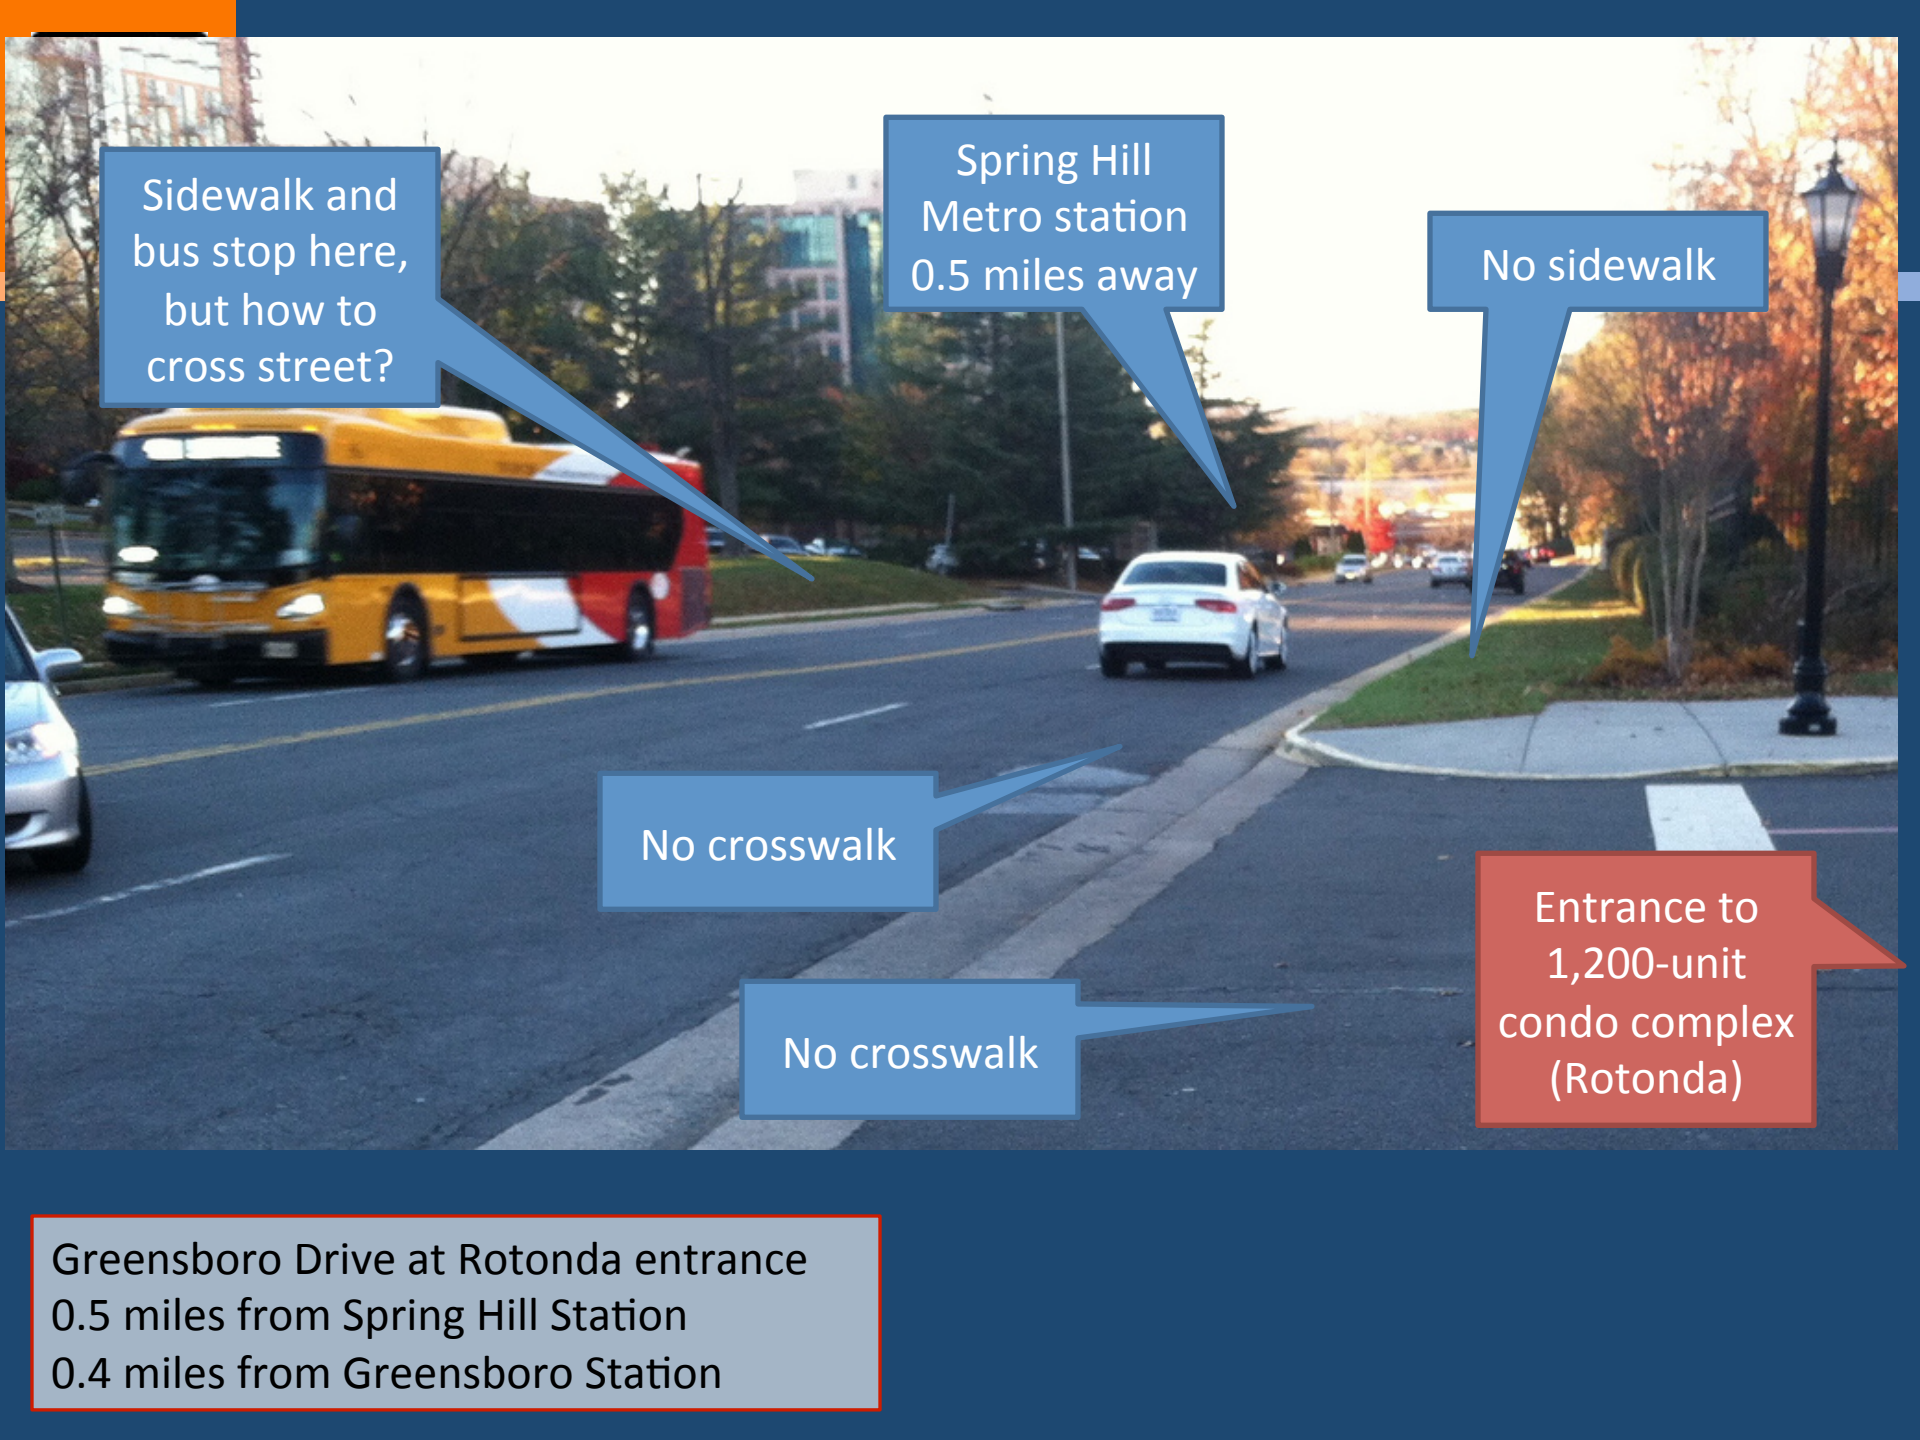 Sidewalk and
bus stop here,
but how to
cross street?
Spring Hill
Metro station
0.5 miles away
No sidewalk
No crosswalk
No crosswalk
Entrance to
1,200-unit
condo complex
(Rotonda)
Greensboro Drive at Rotonda entrance
0.5 miles from Spring Hill Station
0.4 miles from Greensboro Station